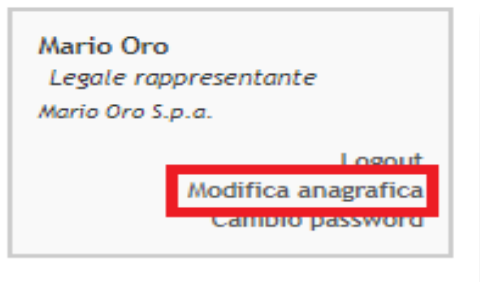 Mario Oro
Legale rappresentante
Mario Oro S.p.a.
Logout
Modifica anagrafica
Cambio password